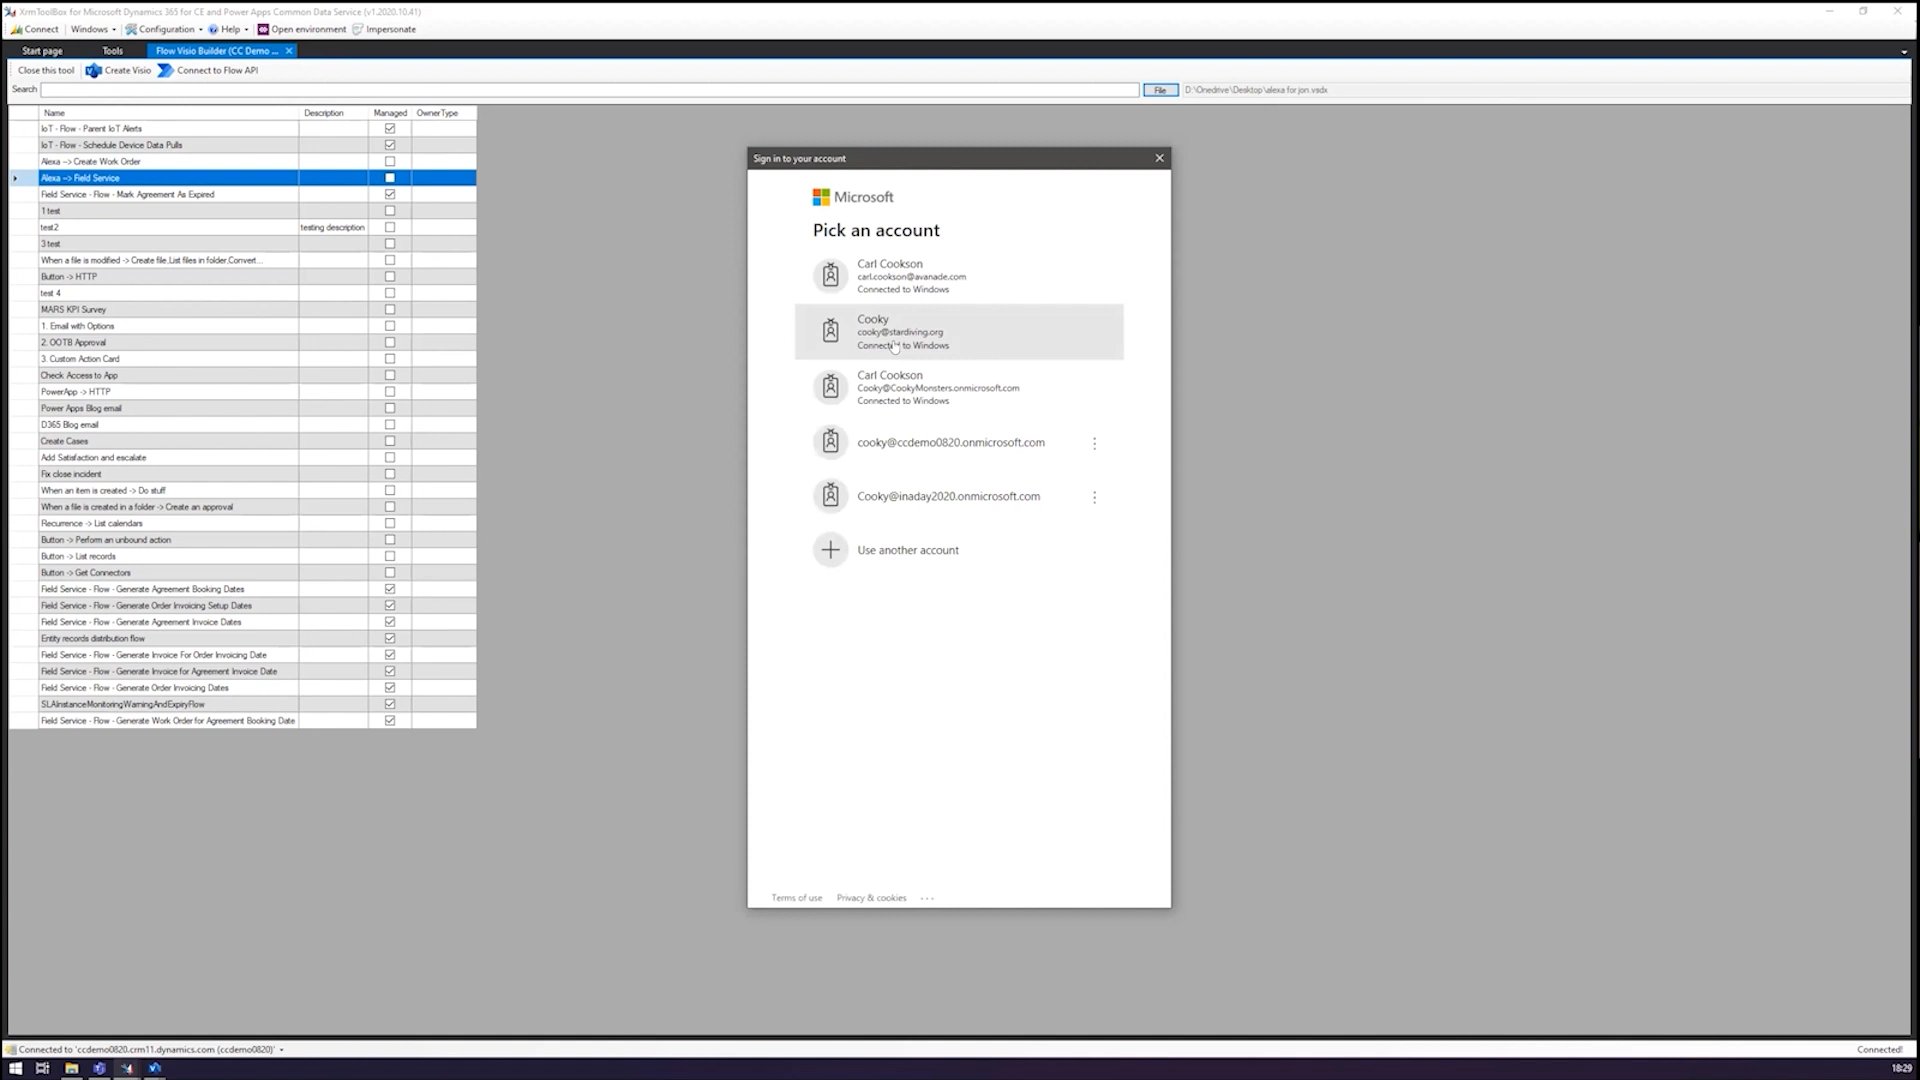 XrmToolBox for Microsoft Dynamics 365 for CE and Power Apps Common Data Service (v1.2020.10.41)
Connect Windows Configuration Help Open environment Impersonate
Start page Tools Flow Visio Builder (CC Demo ...
Close this tool Create Visio Connect to Flow API
Search File D:\Onedrive\Desktop\alexa for jon.vsdx
Name Description Managed OwnerType
IoT - Flow - Parent IoT Alerts
IoT - Flow - Schedule Device Data Pulls
Alexa --> Create Work Order
Alexa --> Field Service
Field Service - Flow - Mark Agreement As Expired
1 test
test2 testing description
3 test
When a file is modified -> Create file,List files in folder,Convert...
Button -> HTTP
test 4
MARS KPI Survey
1. Email with Options
2. OOTB Approval
3. Custom Action Card
Check Access to App
PowerApp -> HTTP
Power Apps Blog email
D365 Blog email
Create Cases
Add Satisfaction and escalate
Fix close incident
When an item is created -> Do stuff
When a file is created in a folder -> Create an approval
Recurrence -> List calendars
Button -> Perform an unbound action
Button -> List records
Button -> Get Connectors
Field Service - Flow - Generate Agreement Booking Dates
Field Service - Flow - Generate Order Invoicing Setup Dates
Field Service - Flow - Generate Agreement Invoice Dates
Entity records distribution flow
Field Service - Flow - Generate Invoice For Order Invoicing Date
Field Service - Flow - Generate Invoice for Agreement Invoice Date
Field Service - Flow - Generate Order Invoicing Dates
SLAInstanceMonitoringWarningAndExpiryFlow
Field Service - Flow - Generate Work Order for Agreement Booking Date
Sign in to your account
Microsoft
Pick an account
Carl Cookson
carl.cookson@avanade.com
Connected to Windows
Cooky
cooky@stardiving.org
Connected to Windows
Carl Cookson
Cooky@CookyMonsters.onmicrosoft.com
Connected to Windows
cooky@ccdemo0820.onmicrosoft.com
Cooky@inaday2020.onmicrosoft.com
Use another account
Terms of use Privacy & cookies ...
Connected to 'ccdemo0820.crm11.dynamics.com (ccdemo0820)' Connected!
18:29